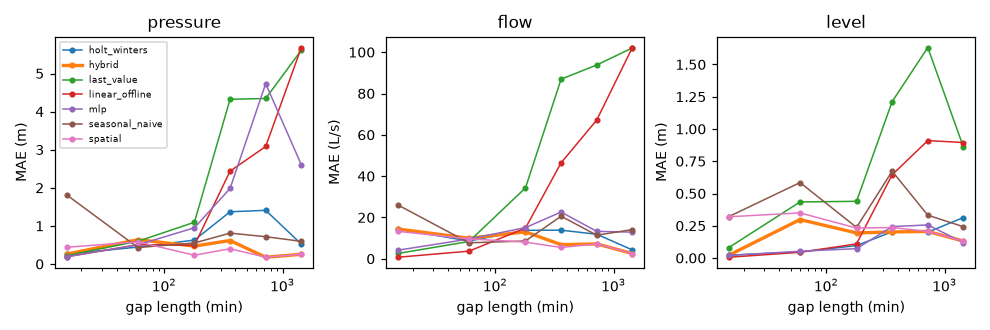 pressure
MAE (m)
5
4
3
2
1
0
holt_winters
hybrid
last_value
linear_offline
mlp
seasonal_naive
spatial
10²
10³
gap length (min)
flow
MAE (L/s)
100
80
60
40
20
0
10²
10³
gap length (min)
level
MAE (m)
1.50
1.25
1.00
0.75
0.50
0.25
0.00
10²
10³
gap length (min)